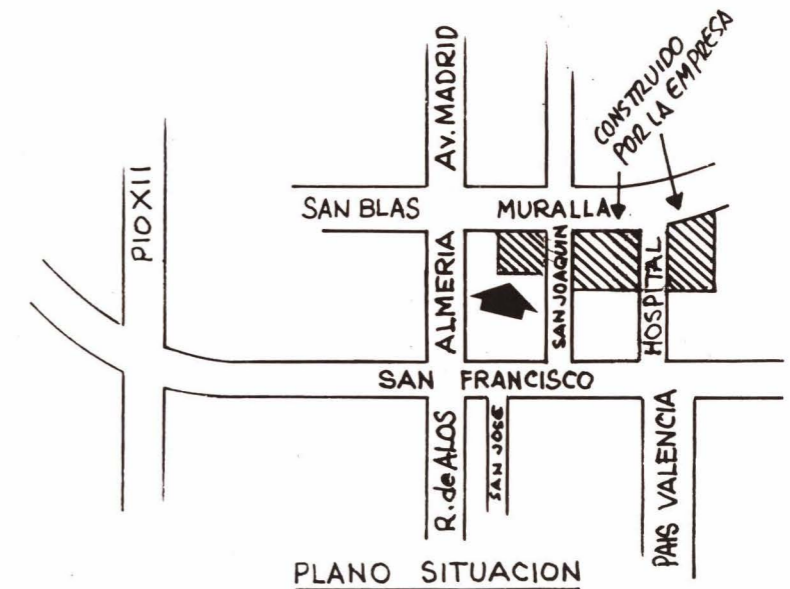 Av. MADRID
CONSTRUIDO
POR LA EMPRESA
PIO XII
SAN BLAS
MURALLA
ALMERIA
SAN JOAQUIN
HOSPITAL
SAN FRANCISCO
R. de ALOS
SAN JOSE
PAIS VALENCIA
PLANO SITUACION